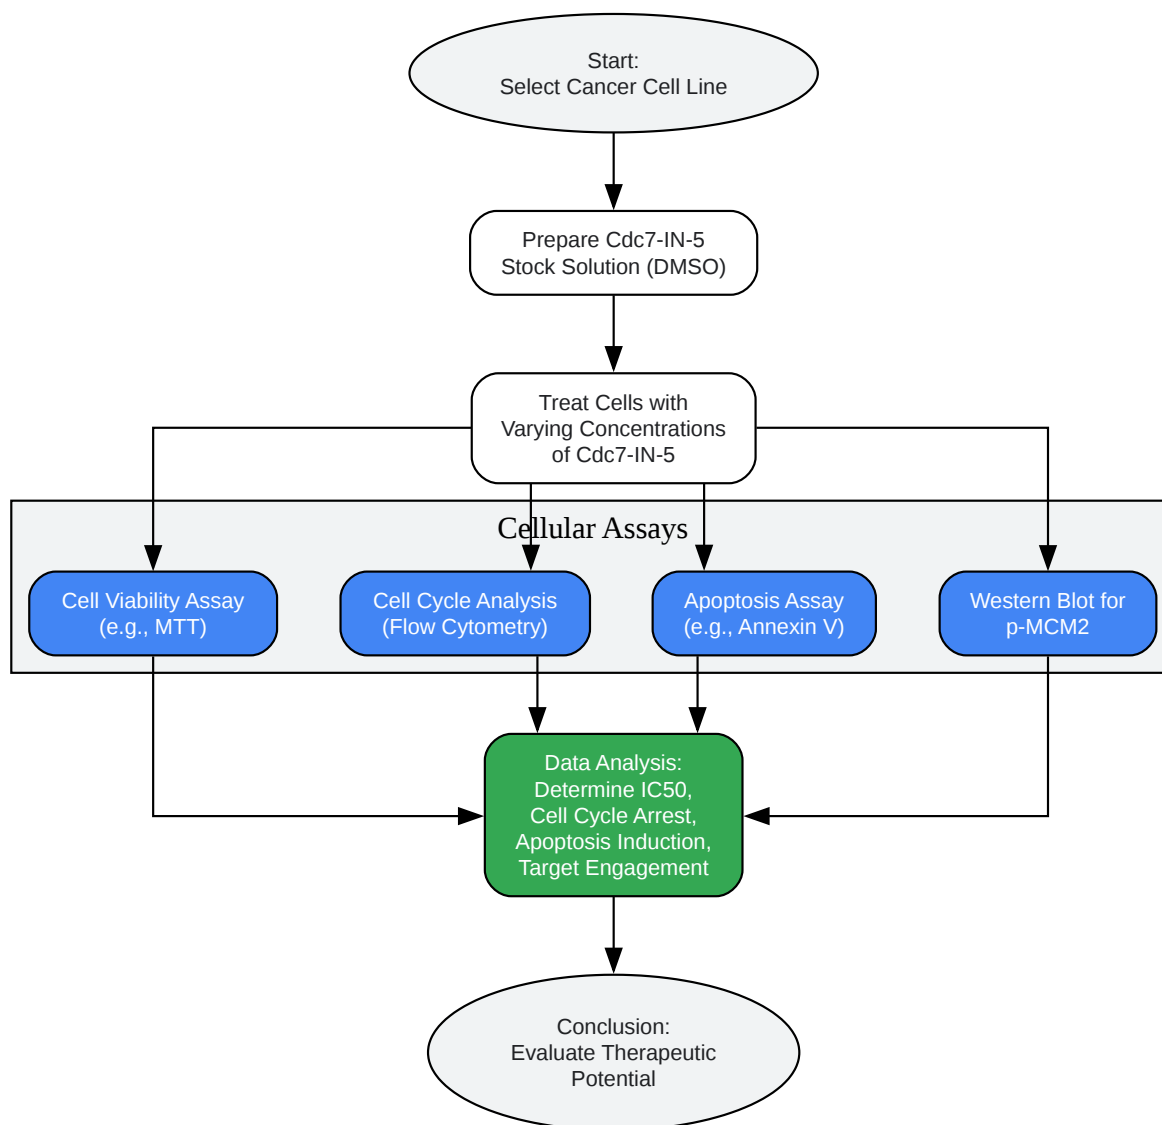 Start:
Select Cancer Cell Line
Prepare Cdc7-IN-5
Stock Solution (DMSO)
Treat Cells with
Varying Concentrations
of Cdc7-IN-5
Cellular Assays
Cell Viability Assay
(e.g., MTT)
Cell Cycle Analysis
(Flow Cytometry)
Apoptosis Assay
(e.g., Annexin V)
Western Blot for
p-MCM2
Data Analysis:
Determine IC50,
Cell Cycle Arrest,
Apoptosis Induction,
Target Engagement
Conclusion:
Evaluate Therapeutic
Potential